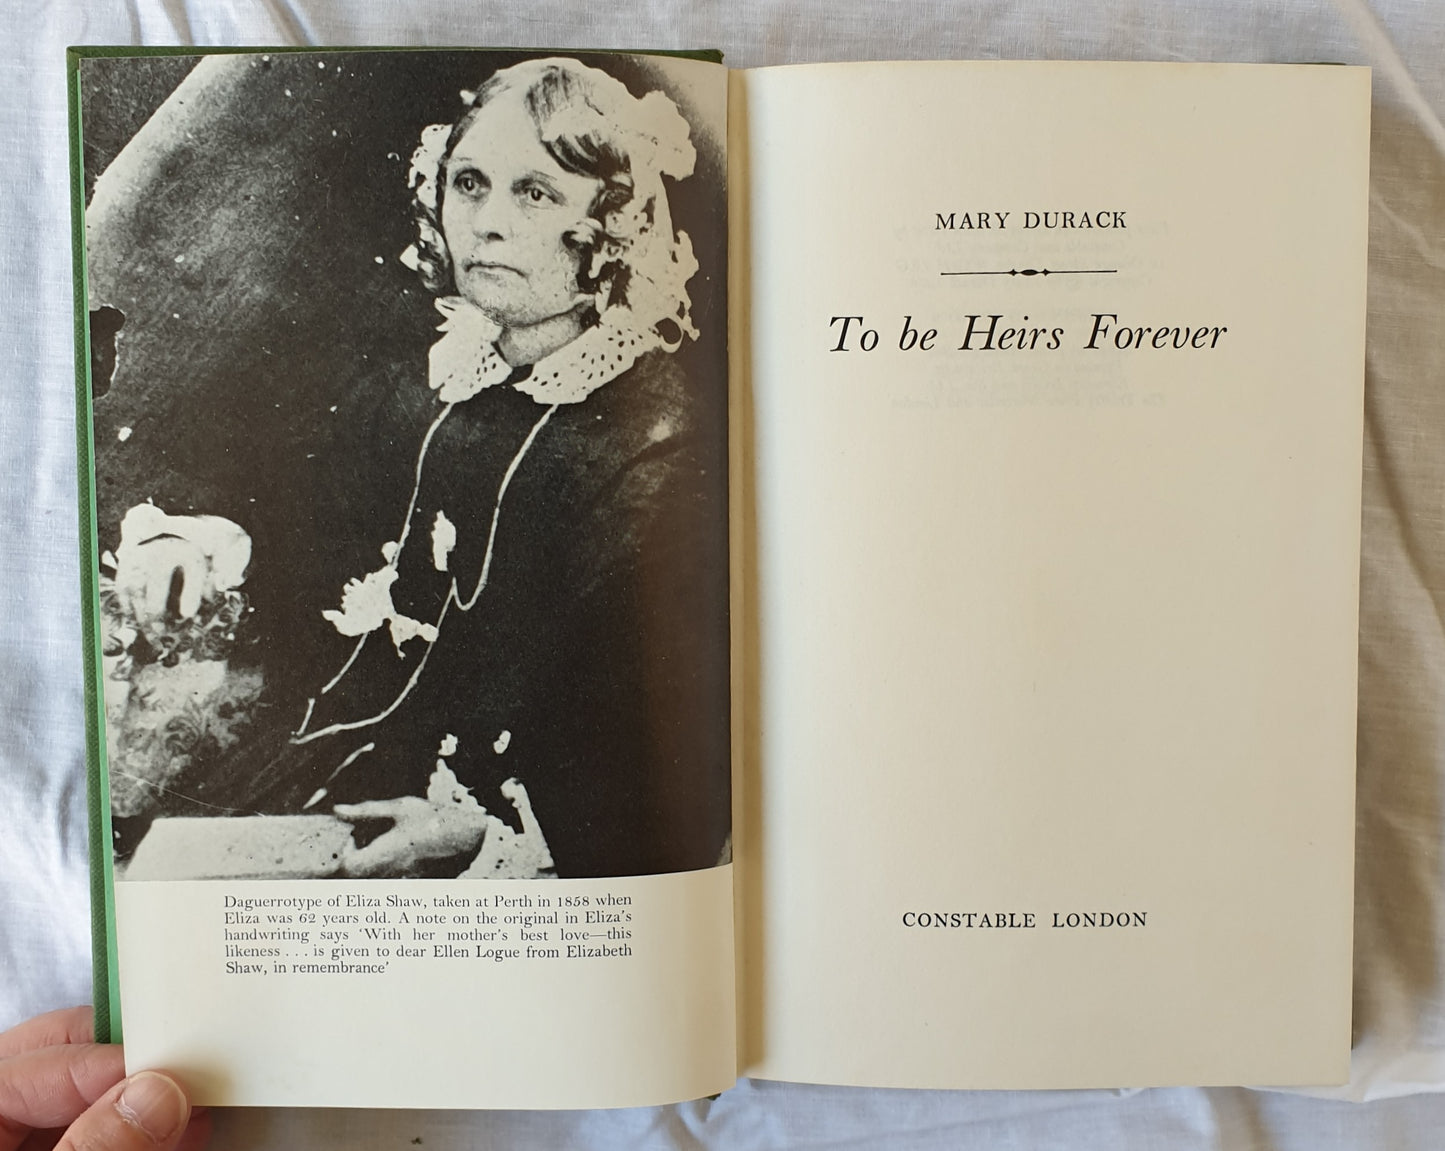 Daguerrotype of Eliza Shaw, taken at Perth in 1858 when
Eliza was 62 years old. A note on the original in Eliza's
handwriting says 'With her mother's best love—this
likeness . . . is given to dear Ellen Logue from Elizabeth
Shaw, in remembrance'
MARY DURACK
To be Heirs Forever
CONSTABLE LONDON